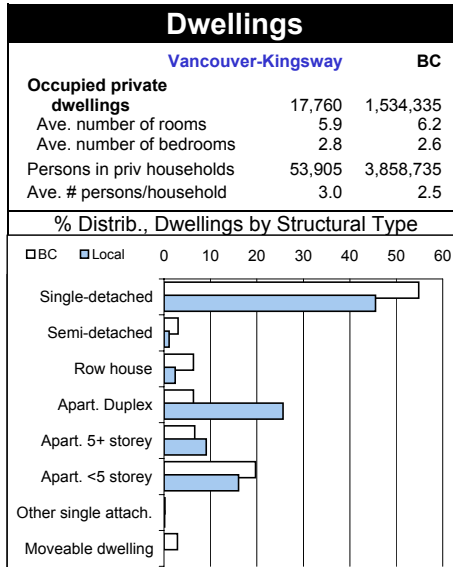 Dwellings
Vancouver-Kingsway BC
Occupied private
dwellings 17,760 1,534,335
Ave. number of rooms 5.9 6.2
Ave. number of bedrooms 2.8 2.6
Persons in priv households 53,905 3,858,735
Ave. # persons/household 3.0 2.5
% Distrib., Dwellings by Structural Type
BC Local 0 10 20 30 40 50 60
Single-detached
Semi-detached
Row house
Apart. Duplex
Apart. 5+ storey
Apart. <5 storey
Other single attach.
Moveable dwelling